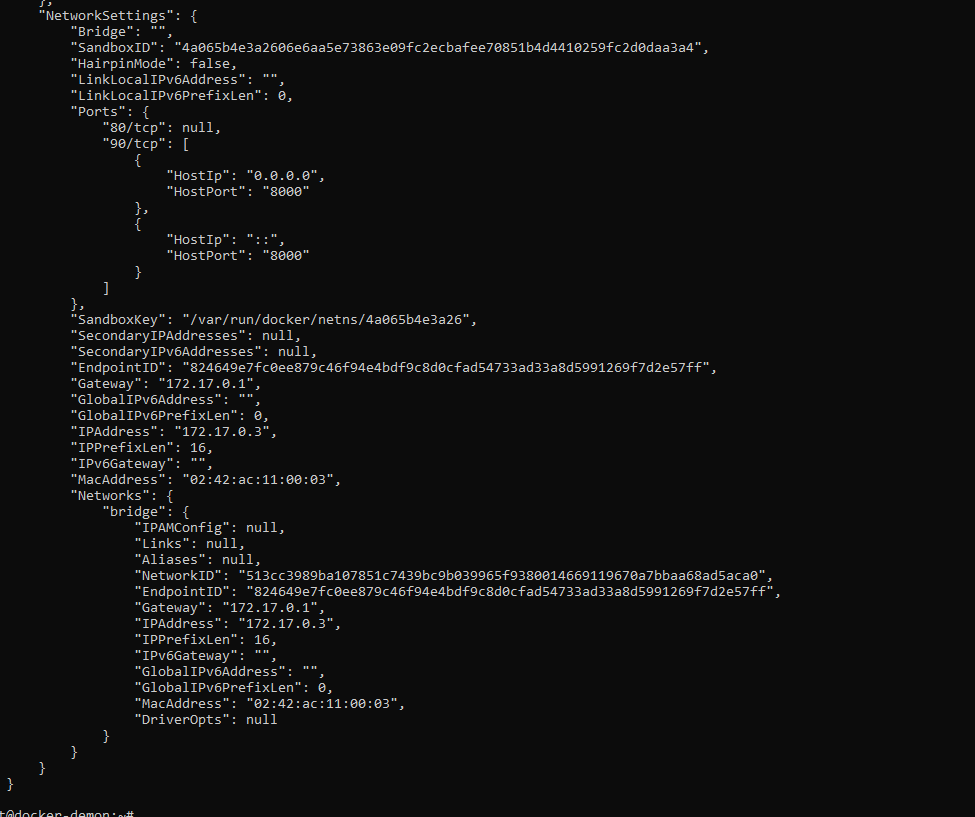 },
    "NetworkSettings": {
        "Bridge": "",
        "SandboxID": "4a065b4e3a2606e6aa5e73863e09fc2ecbafee70851b4d4410259fc2d0daa3a4",
        "HairpinMode": false,
        "LinkLocalIPv6Address": "",
        "LinkLocalIPv6PrefixLen": 0,
        "Ports": {
            "80/tcp": null,
            "90/tcp": [
                {
                    "HostIp": "0.0.0.0",
                    "HostPort": "8000"
                },
                {
                    "HostIp": "::",
                    "HostPort": "8000"
                }
            ]
        },
        "SandboxKey": "/var/run/docker/netns/4a065b4e3a26",
        "SecondaryIPAddresses": null,
        "SecondaryIPv6Addresses": null,
        "EndpointID": "824649e7fc0ee879c46f94e4bdf9c8d0cfad54733ad33a8d5991269f7d2e57ff",
        "Gateway": "172.17.0.1",
        "GlobalIPv6Address": "",
        "GlobalIPv6PrefixLen": 0,
        "IPAddress": "172.17.0.3",
        "IPPrefixLen": 16,
        "IPv6Gateway": "",
        "MacAddress": "02:42:ac:11:00:03",
        "Networks": {
            "bridge": {
                "IPAMConfig": null,
                "Links": null,
                "Aliases": null,
                "NetworkID": "513cc3989ba107851c7439bc9b039965f9380014669119670a7bbaa68ad5aca0",
                "EndpointID": "824649e7fc0ee879c46f94e4bdf9c8d0cfad54733ad33a8d5991269f7d2e57ff",
                "Gateway": "172.17.0.1",
                "IPAddress": "172.17.0.3",
                "IPPrefixLen": 16,
                "IPv6Gateway": "",
                "GlobalIPv6Address": "",
                "GlobalIPv6PrefixLen": 0,
                "MacAddress": "02:42:ac:11:00:03",
                "DriverOpts": null
            }
        }
    }
}
t@docker-demon:~#